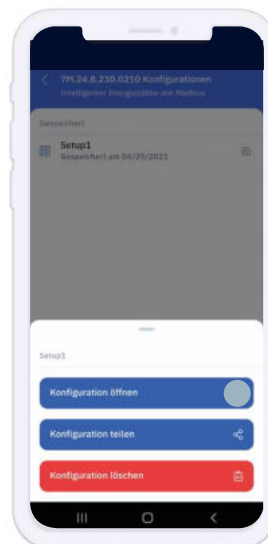 7M.24.8.230.0210 Konfigurationen
Intelligenter Energiezähler mit Modbus
Gespeichert
Setup1
Gespeichert am 04/29/2021
Setup1
Konfiguration öffnen
Konfiguration teilen
Konfiguration löschen